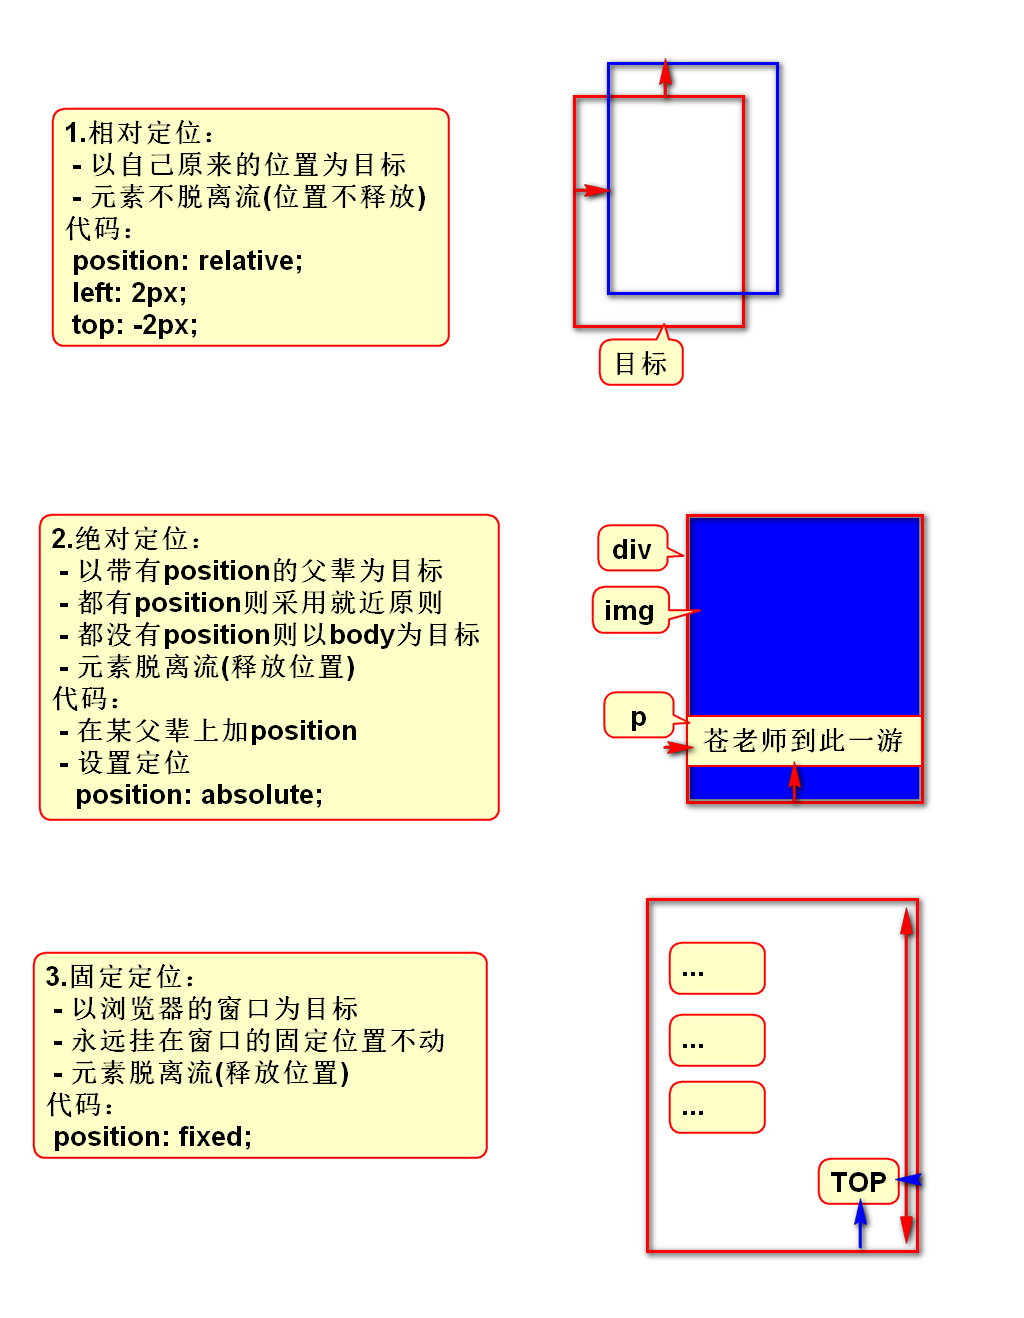 1.相对定位：
- 以自己原来的位置为目标
- 元素不脱离流(位置不释放)
代码：
position: relative;
left: 2px;
top: -2px;
目标
2.绝对定位：
- 以带有position的父辈为目标
- 都有position则采用就近原则
- 都没有position则以body为目标
- 元素脱离流(释放位置)
代码：
- 在某父辈上加position
- 设置定位
position: absolute;
div
img
p
苍老师到此一游
3.固定定位：
- 以浏览器的窗口为目标
- 永远挂在窗口的固定位置不动
- 元素脱离流(释放位置)
代码：
position: fixed;
...
...
...
TOP